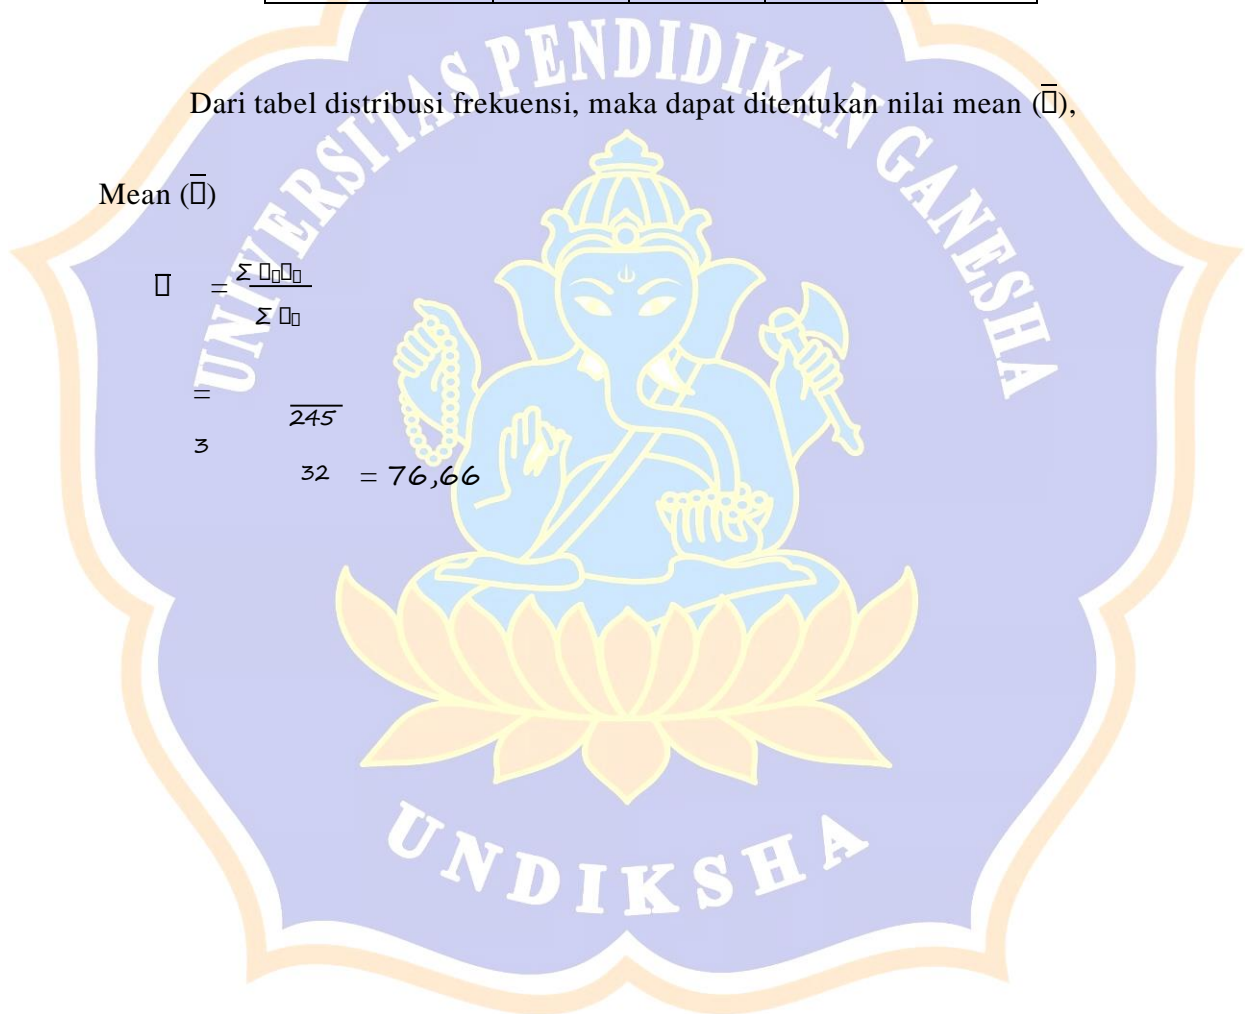 Dari tabel distribusi frekuensi, maka dapat ditentukan nilai mean (▯̅),
Mean (▯̅)
▯̅ = Σ ▯▯▯▯
Σ ▯▯
=
245
3
32 = 76,66
UNIVERSITAS PENDIDIKAN GANESHA
UNDIKSHA